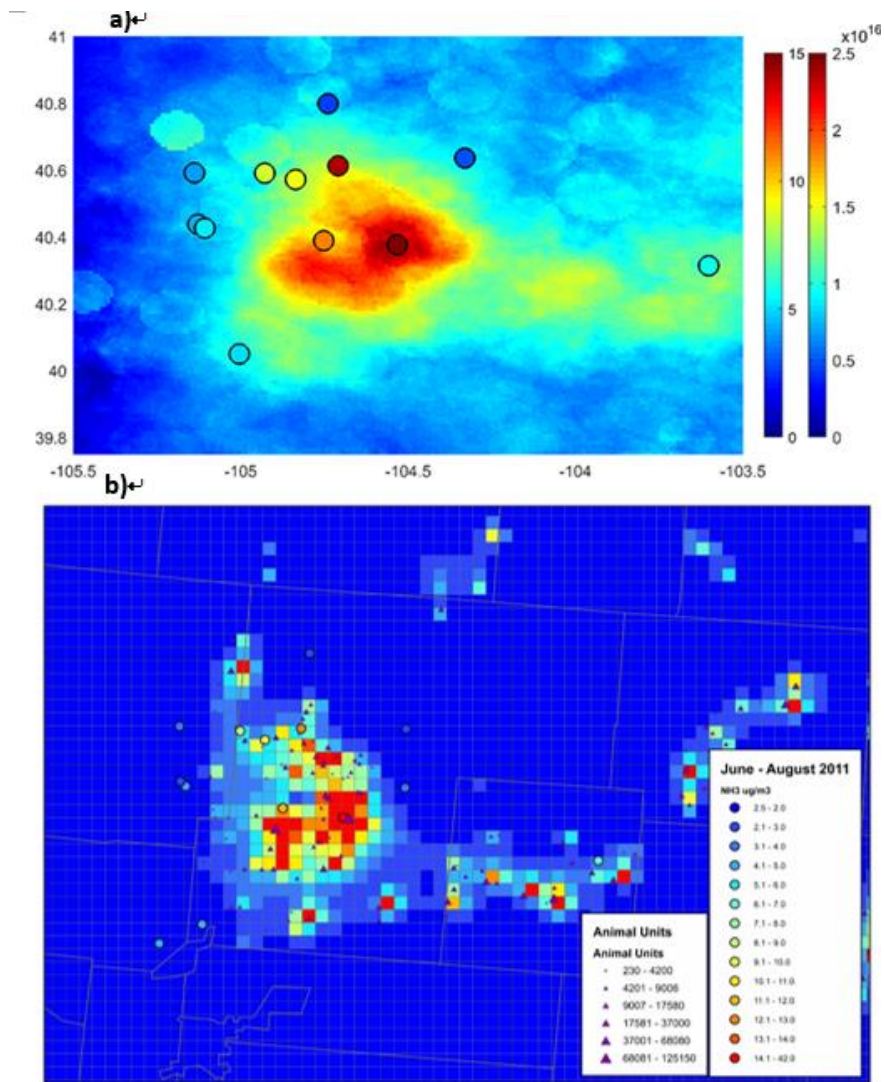 a)↵
x10¹⁶
41
40.8
40.6
40.4
40.2
40
39.8
-105.5
-105
-104.5
-104
-103.5
15
10
5
0
2.5
2
1.5
1
0.5
0
b)↵
June - August 2011
NH3 ug/m3
2.5 - 2.0
2.1 - 3.0
3.1 - 4.0
4.1 - 5.0
5.1 - 6.0
6.1 - 7.0
7.1 - 8.0
8.1 - 9.0
9.1 - 10.0
10.1 - 11.0
11.1 - 12.0
12.1 - 13.0
13.1 - 14.0
14.1 - 42.0
Animal Units
Animal Units
230 - 4200
4201 - 9006
9007 - 17580
17581 - 37000
37001 - 68080
68081 - 125150